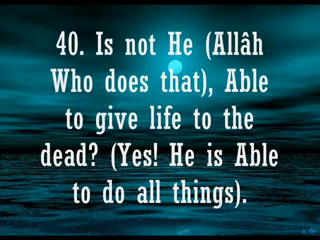 40. Is not He (Allâh
Who does that), Able
to give life to the
dead? (Yes! He is Able
to do all things).